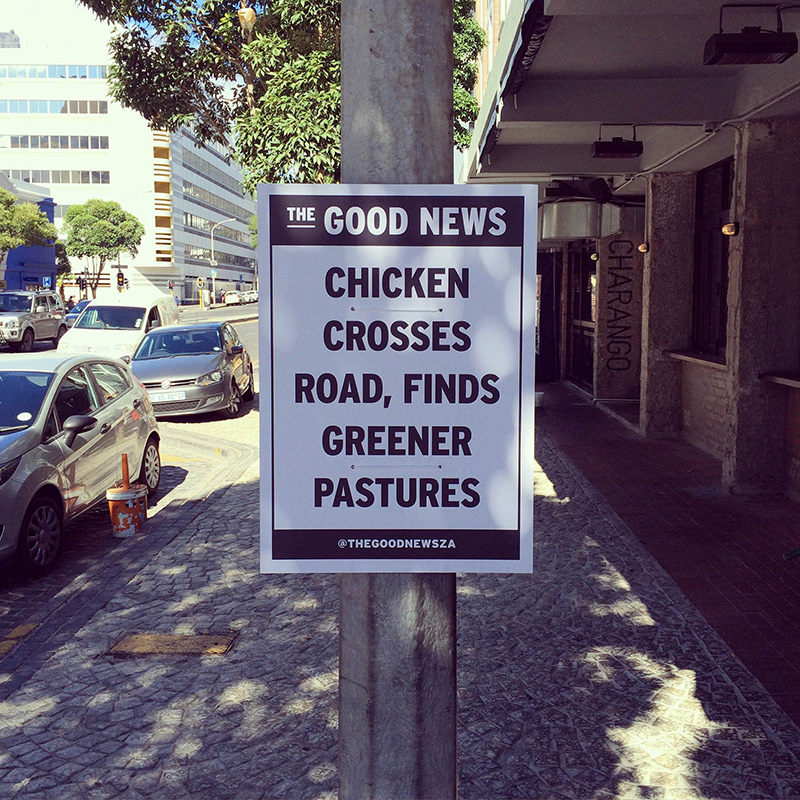 THE GOOD NEWS
CHICKEN
CROSSES
ROAD, FINDS
GREENER
PASTURES
@THEGOODNEWSZA
CHARANGO